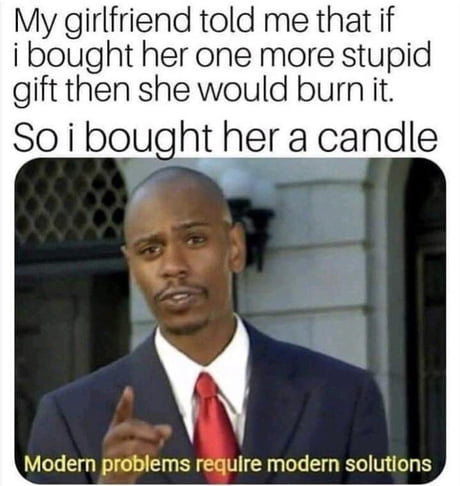 My girlfriend told me that if
i bought her one more stupid
gift then she would burn it.
So i bought her a candle
Modern problems require modern solutions